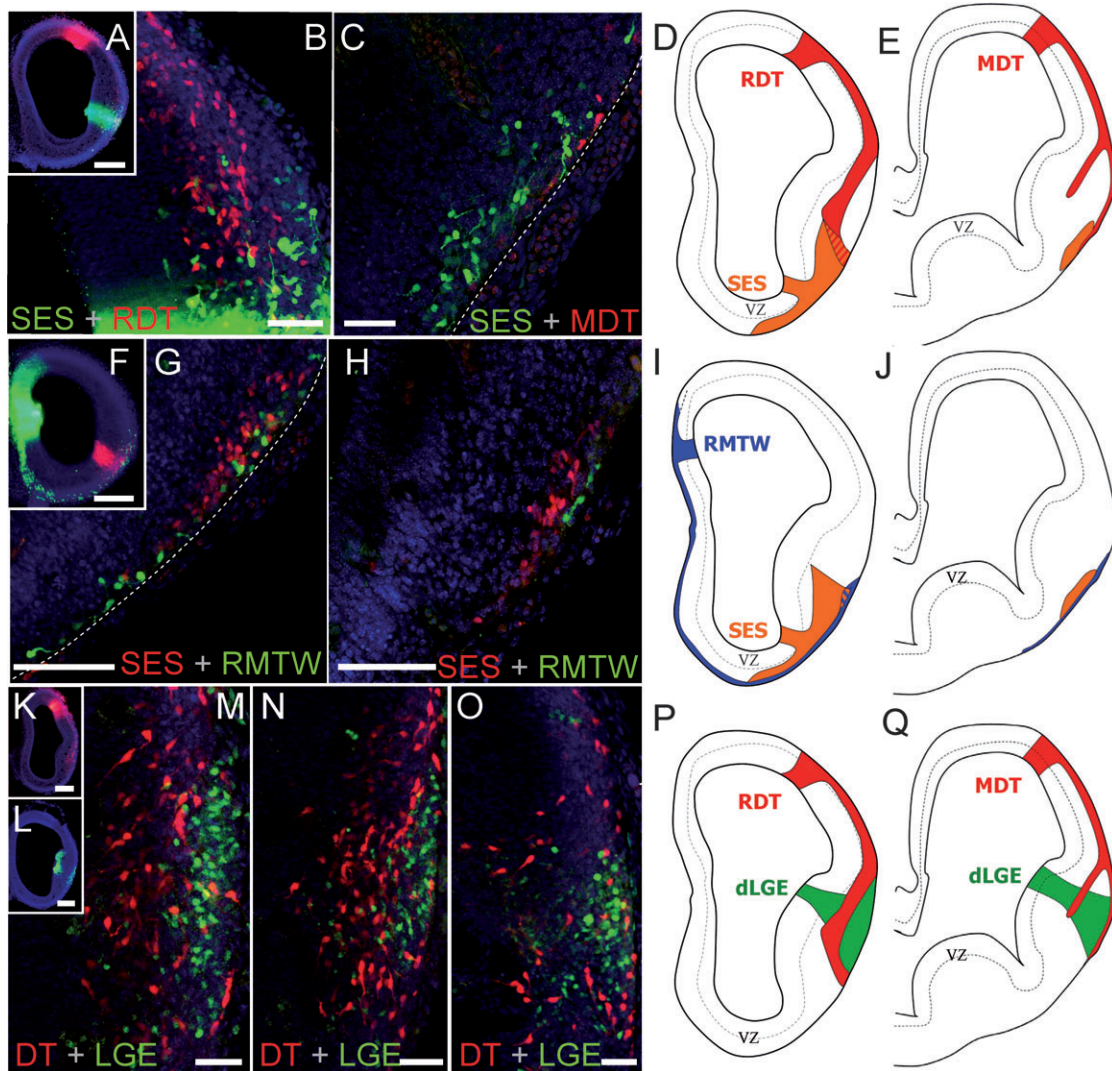 A
B
C
SES + RDT
SES + MDT
D
RDT
SES
VZ
E
MDT
VZ
F
G
H
SES + RMTW
SES + RMTW
I
RMTW
SES
VZ
J
VZ
K
L
M
N
O
DT + LGE
DT + LGE
DT + LGE
P
RDT
dLGE
VZ
Q
MDT
dLGE
VZ